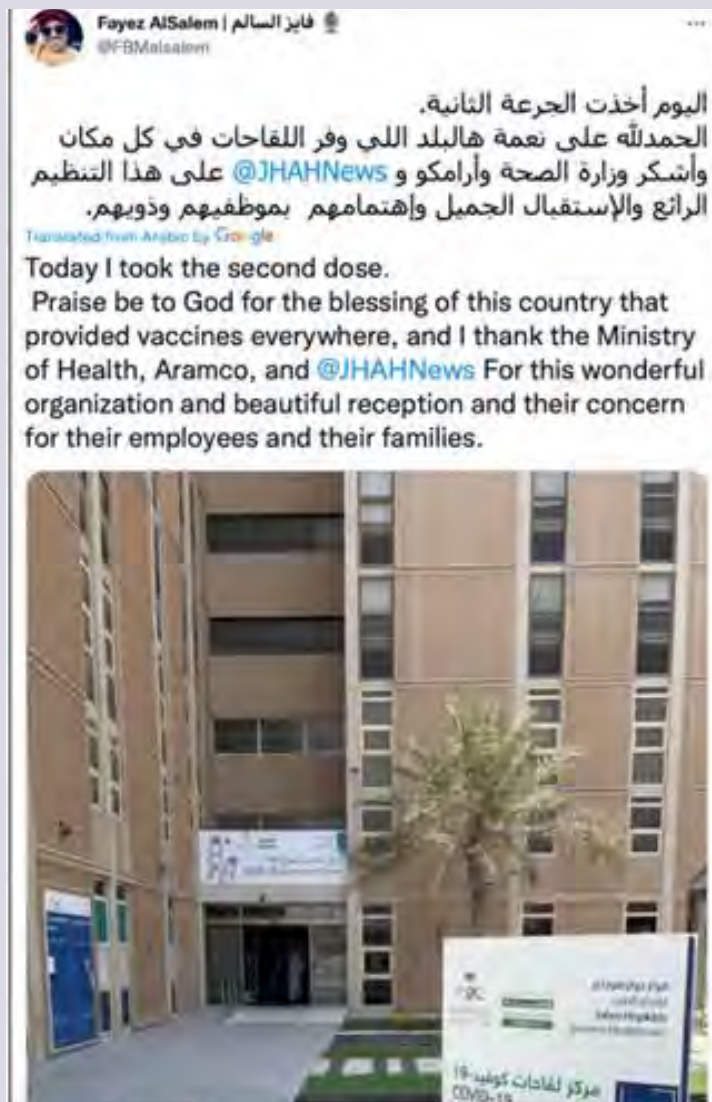 Fayez AlSalem | فايز السالم
@FBMalsalem
اليوم أخذت الجرعة الثانية.
الحمدلله على نعمة هالبلد اللي وفر اللقاحات في كل مكان
وأشكر وزارة الصحة وأرامكو و @JHAHNews على هذا التنظيم
الرائع والإستقبال الجميل وإهتمامهم بموظفيهم وذويهم.
Translated from Arabic by Google
Today I took the second dose.
Praise be to God for the blessing of this country that
provided vaccines everywhere, and I thank the Ministry
of Health, Aramco, and @JHAHNews For this wonderful
organization and beautiful reception and their concern
for their employees and their families.
مركز لقاحات كوفيد-19
COVID-19